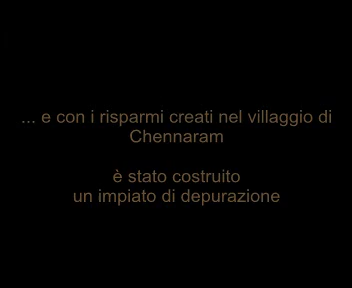 ... e con i risparmi creati nel villaggio di
Chennaram
è stato costruito
un impiato di depurazione